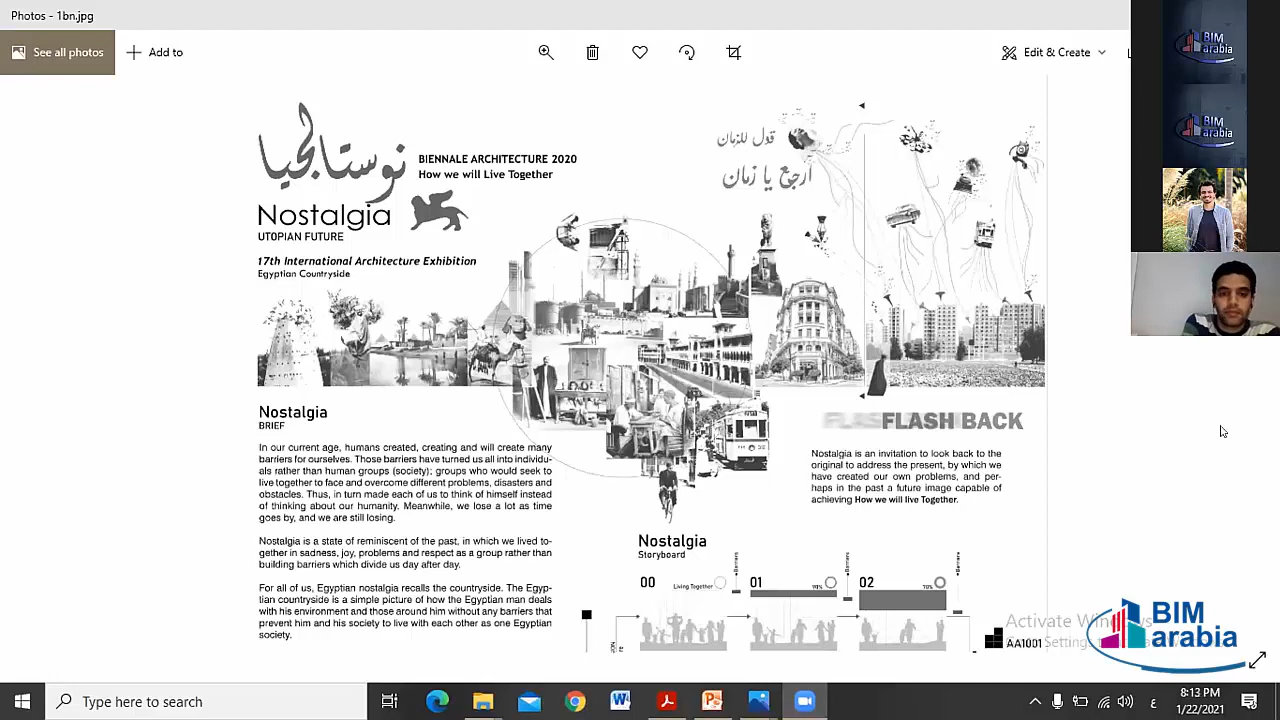 Photos - 1bn.jpg
See all photos
Add to
Edit & Create
BIM
arabia
BIM
arabia
نوستالجيا
BIENNALE ARCHITECTURE 2020
How we will Live Together
Nostalgia
UTOPIAN FUTURE
17th International Architecture Exhibition
Egyptian Countryside
قول للزمان
ارجع يا زمان
Nostalgia
BRIEF
In our current age, humans created, creating and will create many
barriers for ourselves. Those barriers have turned us all into individu-
als rather than human groups (society); groups who would seek to
live together to face and overcome different problems, disasters and
obstacles. Thus, in turn made each of us to think of himself instead
of thinking about our humanity. Meanwhile, we lose a lot as time
goes by, and we are still losing.
Nostalgia is a state of reminiscent of the past, in which we lived to-
gether in sadness, joy, problems and respect as a group rather than
building barriers which divide us day after day.
For all of us, Egyptian nostalgia recalls the countryside. The Egyp-
tian countryside is a simple picture of how the Egyptian man deals
with his environment and those around him without any barriers that
prevent him and his society to live with each other as one Egyptian
society.
FLASH BACK
Nostalgia is an invitation to look back to the
original to address the present, by which we
have created our own problems, and per-
haps in the past a future image capable of
achieving How we will live Together.
Nostalgia
Storyboard
00 Living Together
01
02
Barriers
Barriers
Barriers
AA1001
Activate Windows
BIM
arabia
Type here to search
ع
8:13 PM
1/22/2021